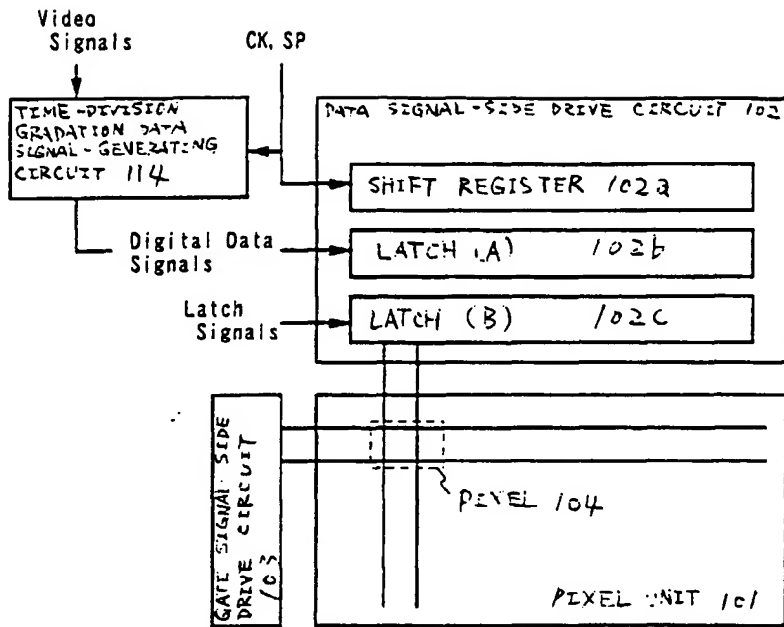 Video
Signals
CK, SP
TIME-DIVISION
GRADATION DATA
SIGNAL-GENERATING
CIRCUIT 114
DATA SIGNAL-SIDE DRIVE CIRCUIT 102
SHIFT REGISTER 102a
Digital Data
Signals
LATCH (A) 102b
Latch
Signals
LATCH (B) 102c
GATE SIGNAL SIDE
DRIVE CIRCUIT
103
PIXEL 104
PIXEL UNIT 101